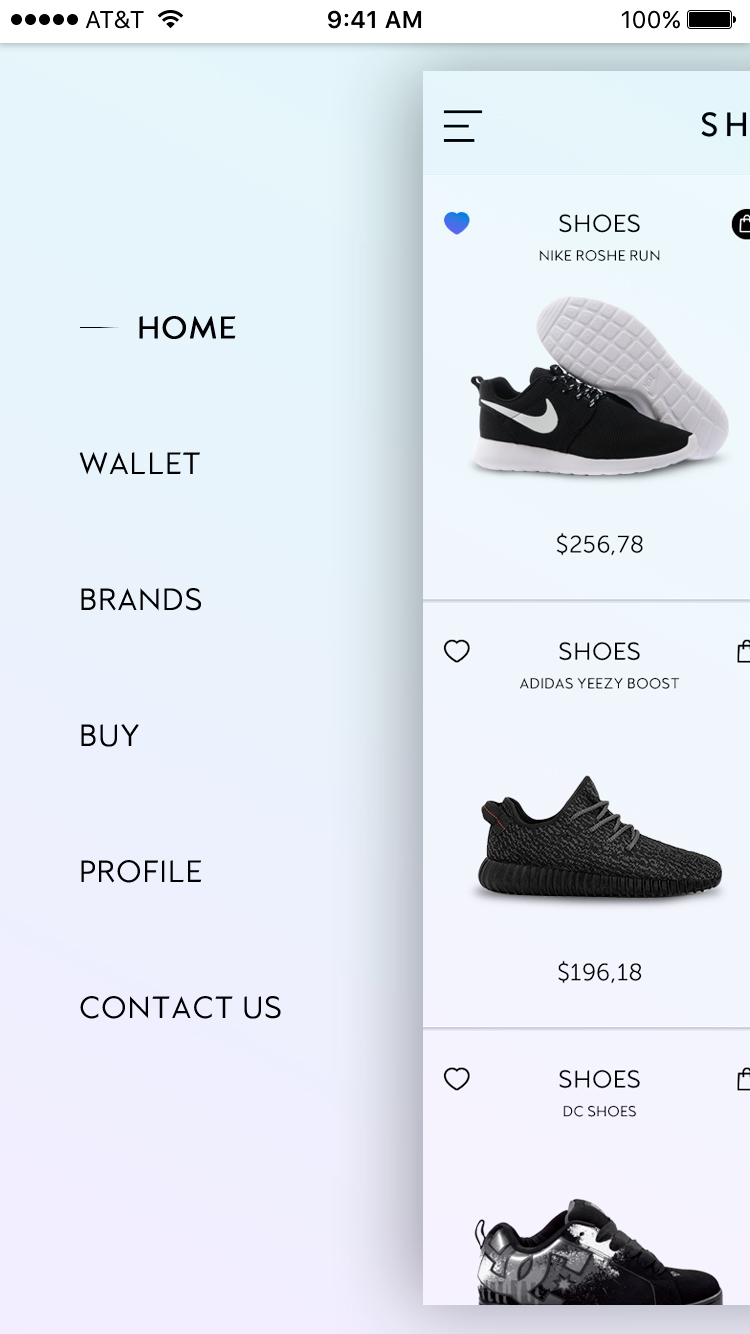 AT&T 9:41 AM 100%
SH
HOME
WALLET
BRANDS
BUY
PROFILE
CONTACT US
SHOES
NIKE ROSHE RUN
$256,78
SHOES
ADIDAS YEEZY BOOST
$196,18
SHOES
DC SHOES